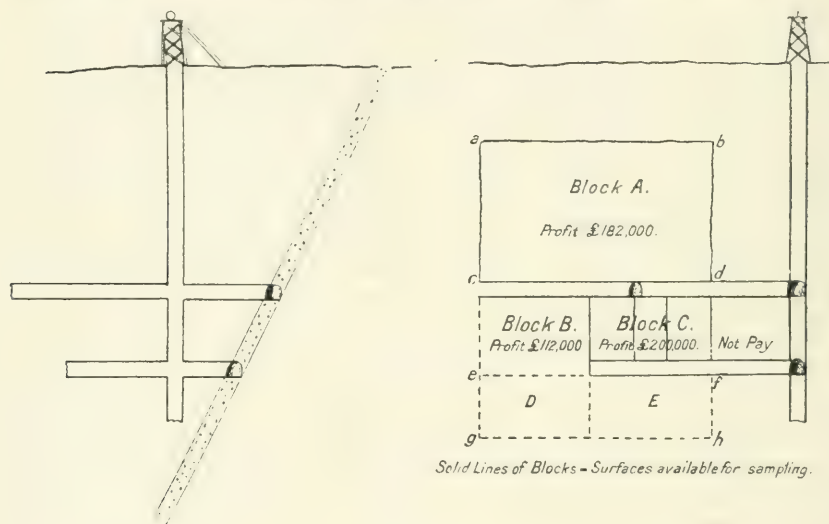 a
b
Block A.
Profit £182,000.
c
d
Block B.
Profit £112,000
Block C.
Profit £200,000.
Not Pay
e
f
D
E
g
h
Solid Lines of Blocks = Surfaces available for sampling.